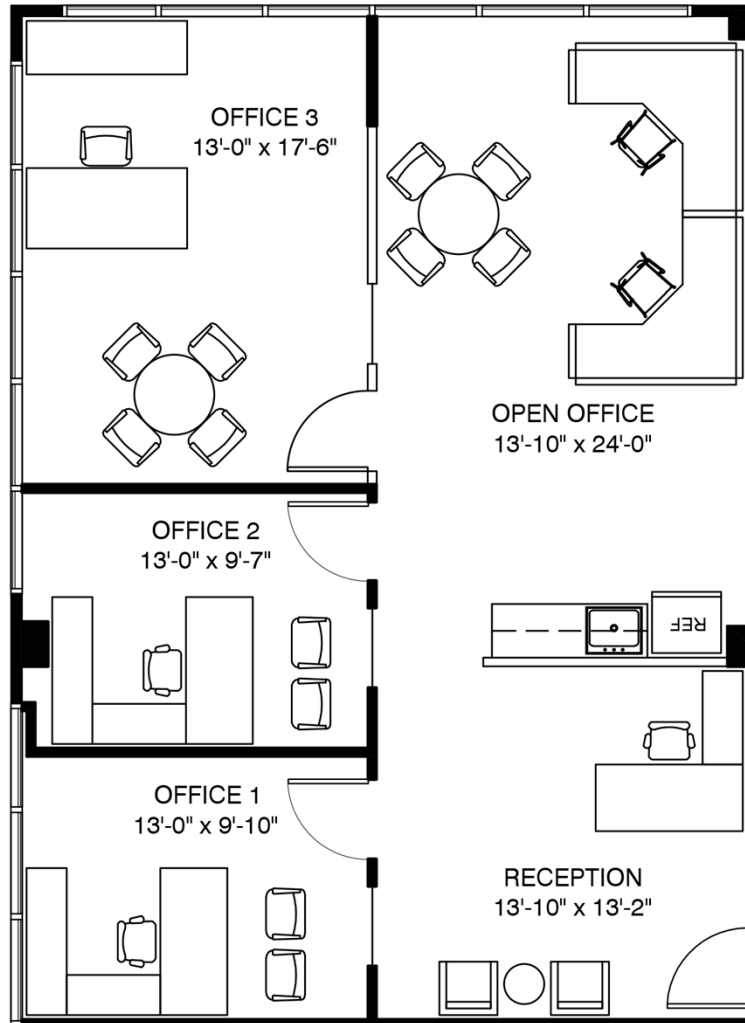 OFFICE 3
13'-0" x 17'-6"
OPEN OFFICE
13'-10" x 24'-0"
OFFICE 2
13'-0" x 9'-7"
REF
OFFICE 1
13'-0" x 9'-10"
RECEPTION
13'-10" x 13'-2"